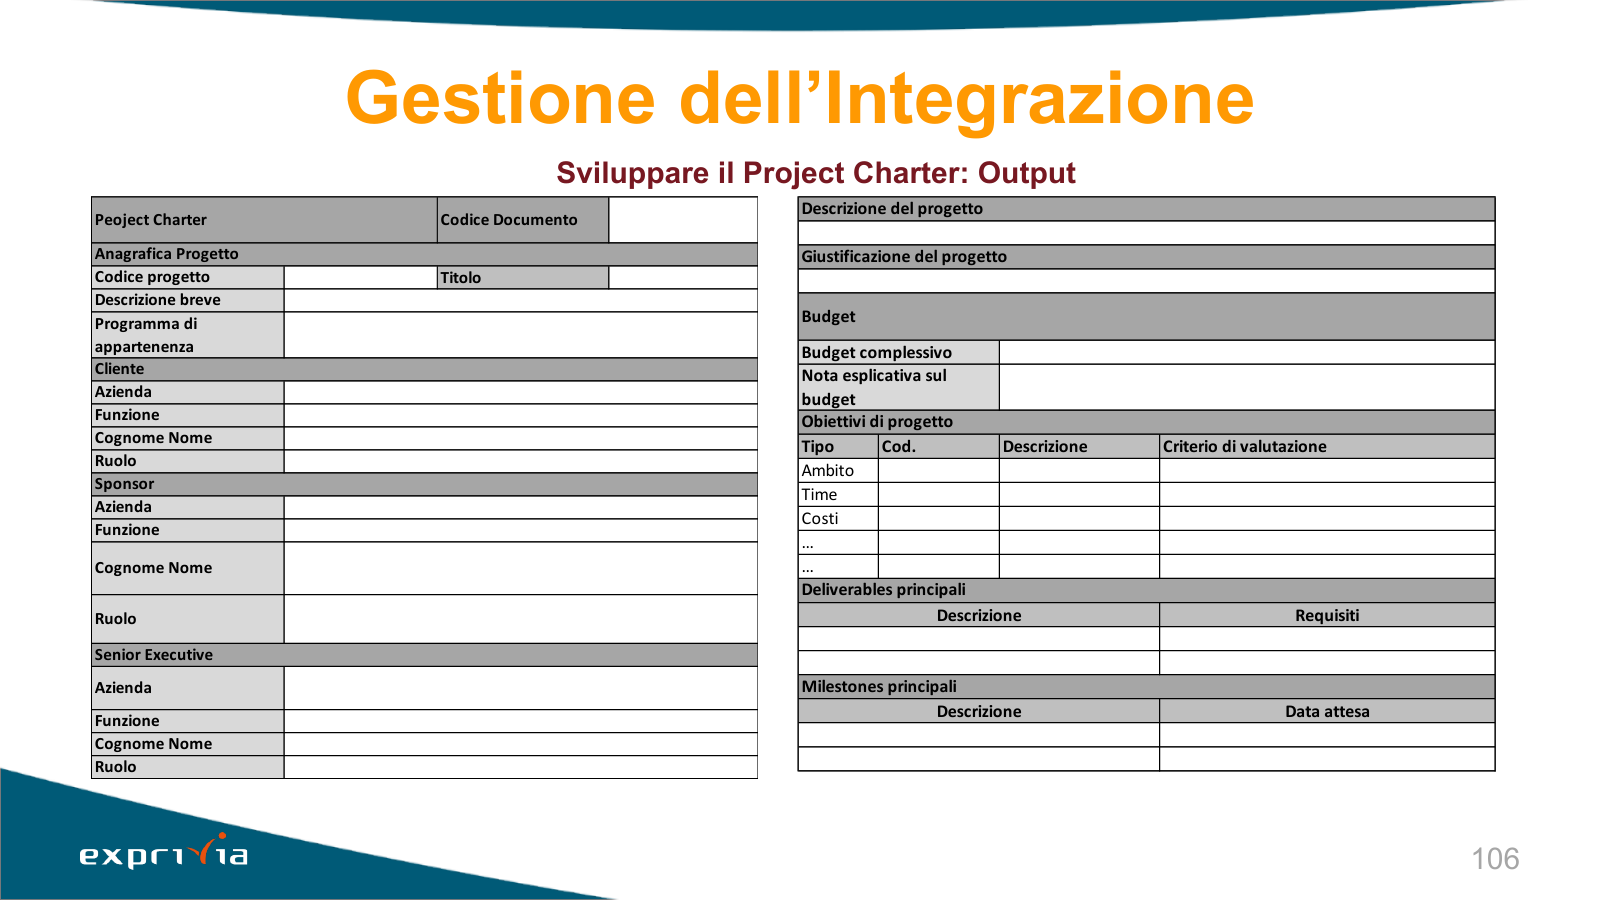 Gestione dell’Integrazione
Sviluppare il Project Charter: Output
Peoject Charter
Codice Documento
Anagrafica Progetto
Codice progetto
Titolo
Descrizione breve
Programma di
appartenenza
Cliente
Azienda
Funzione
Cognome Nome
Ruolo
Sponsor
Azienda
Funzione
Cognome Nome
Ruolo
Senior Executive
Azienda
Funzione
Cognome Nome
Ruolo
Descrizione del progetto
Giustificazione del progetto
Budget
Budget complessivo
Nota esplicativa sul
budget
Obiettivi di progetto
Tipo Cod. Descrizione Criterio di valutazione
Ambito
Time
Costi
...
...
Deliverables principali
Descrizione Requisiti
Milestones principali
Descrizione Data attesa
exprivia
106